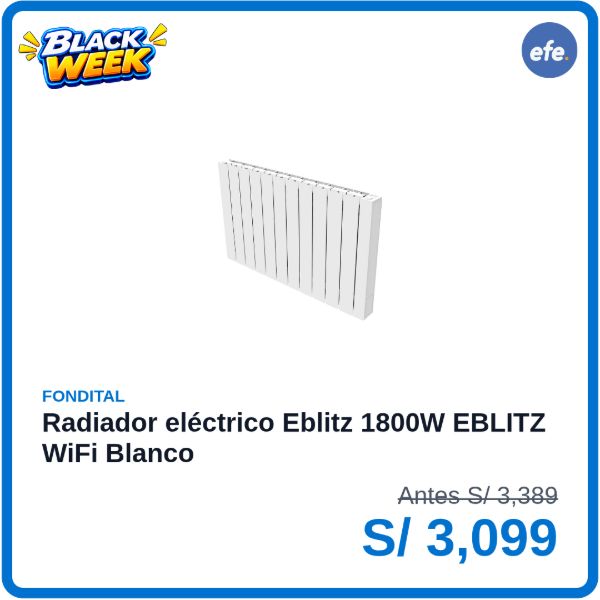 BLACK
WEEK
efe.
FONDITAL
Radiador eléctrico Eblitz 1800W EBLITZ
WiFi Blanco
Antes S/ 3,389
S/ 3,099